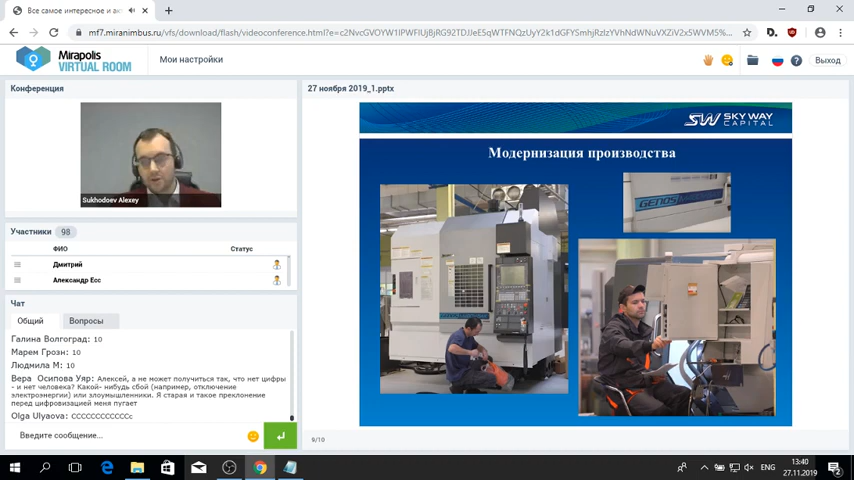 Все самое интересное и ак
mf7.miranimbus.ru/vfs/download/flash/videoconference.html?e=
Mirapolis
VIRTUAL ROOM
Мои настройки
Выход
Конференция
Sukhodoev Alexey
Участники 98
ФИО Статус
Дмитрий
Александр Есс
Чат
Общий Вопросы
Галина Волгоград: 10
Марем Грозн: 10
Людмила М: 10
Вера Осипова Уяр: Алексей, а не может получиться так, что нет цифры
- и нет человека? Какой- нибудь сбой (например, отключение
электроэнергии) или злоумышленники. Я старая и такое преклонение
перед цифровизацией меня пугает
Olga Ulyaova: ССССССССССССс
Введите сообщение...
27 ноября 2019_1.pptx
SW SKY WAY
CAPITAL
Модернизация производства
GENOS
9/10
ENG
13:40
27.11.2019
2